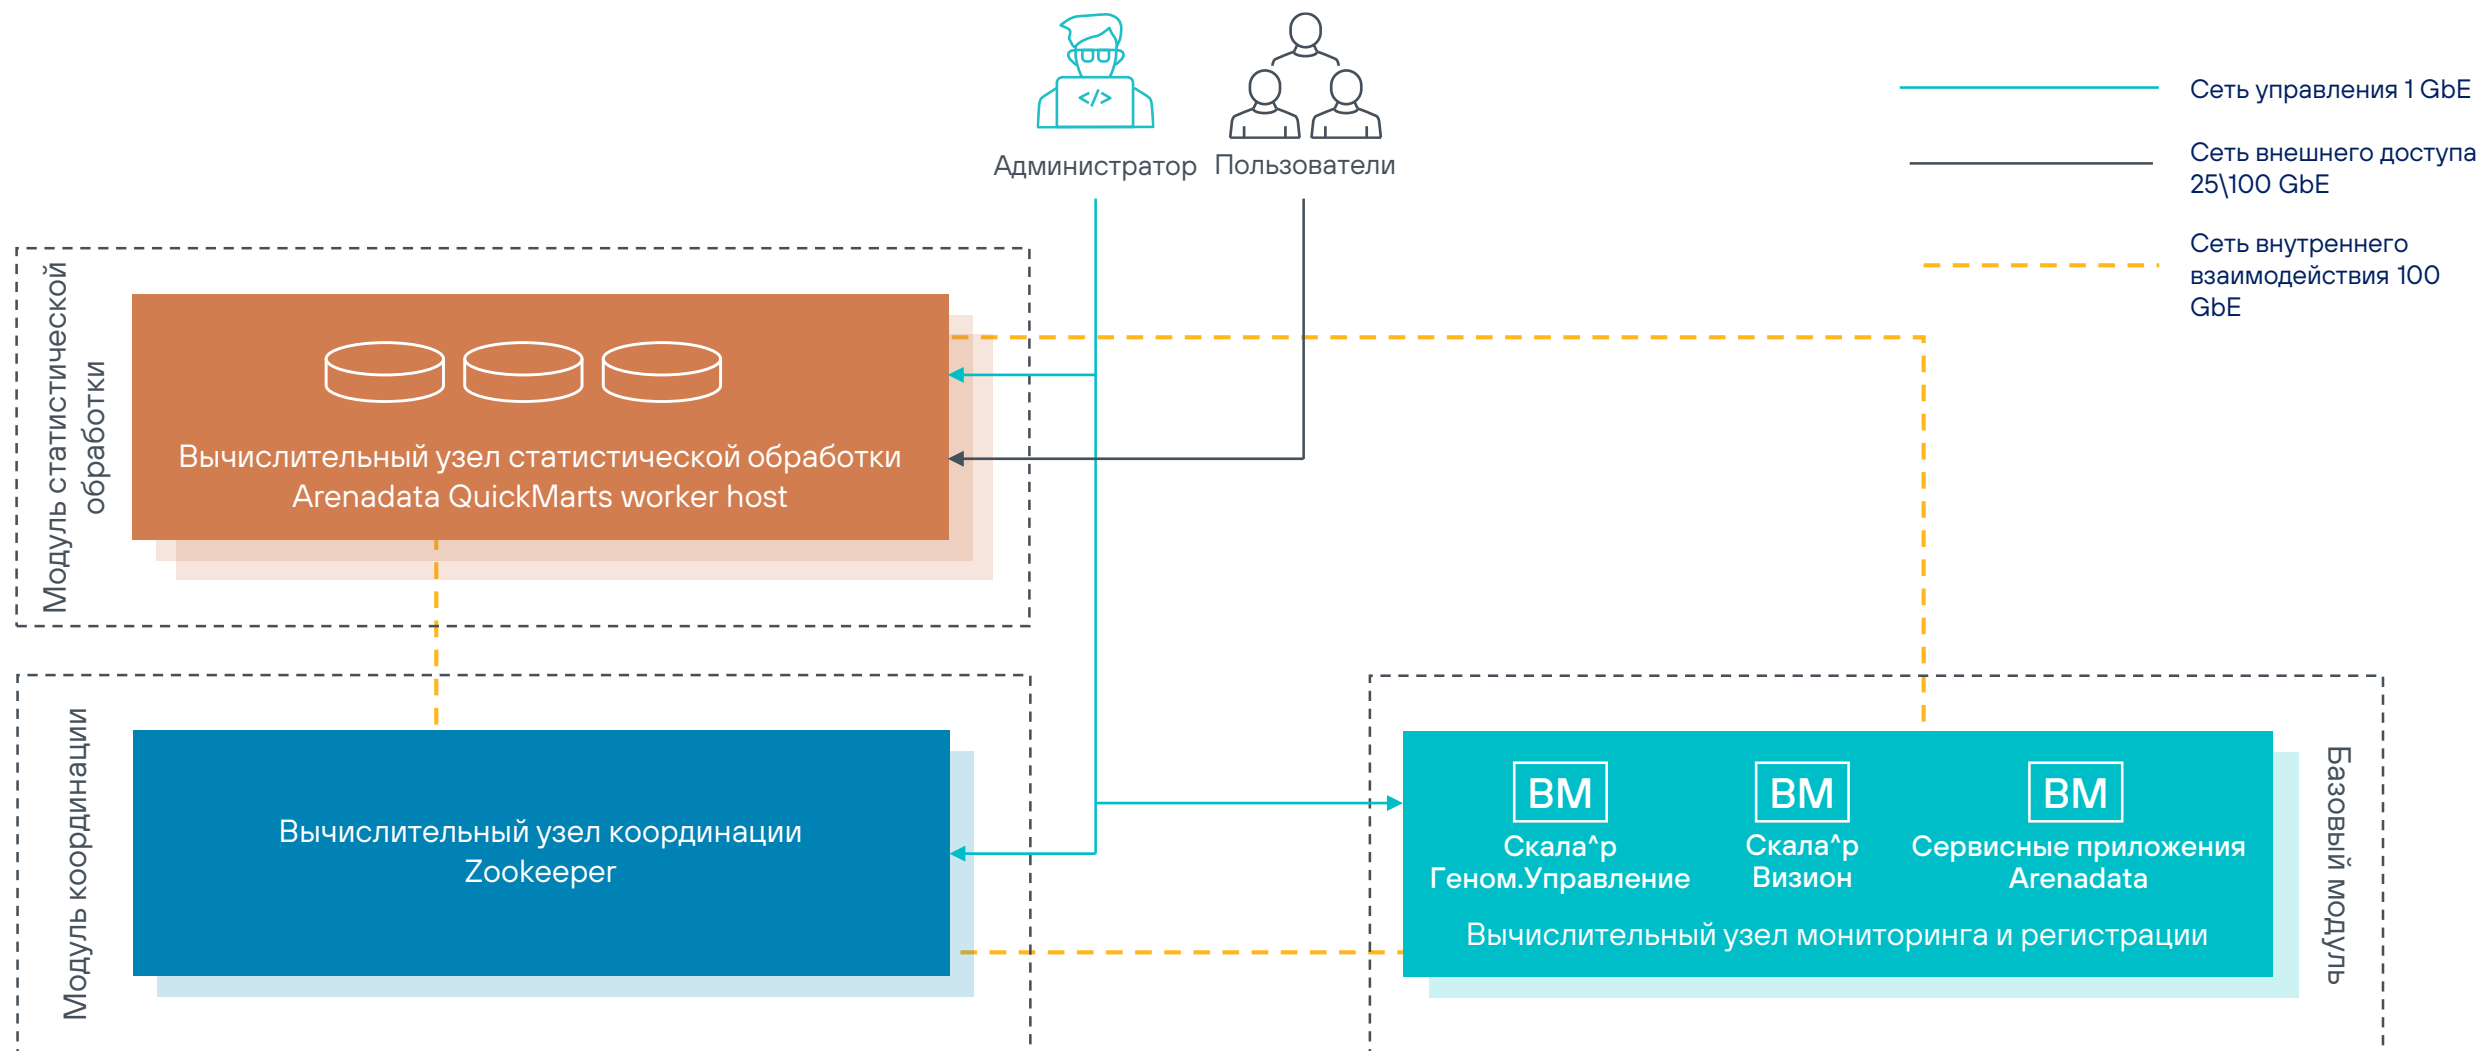 </>
Администратор
Пользователи
Сеть управления 1 GbE
Сеть внешнего доступа
25\100 GbE
Сеть внутреннего
взаимодействия 100
GbE
Модуль статистической
обработки
Вычислительный узел статистической обработки
Arenadata QuickMarts worker host
Модуль координации
Вычислительный узел координации
Zookeeper
ВМ
Скала^р
Геном.Управление
ВМ
Скала^р
Визион
ВМ
Сервисные приложения
Arenadata
Вычислительный узел мониторинга и регистрации
Базовый модуль